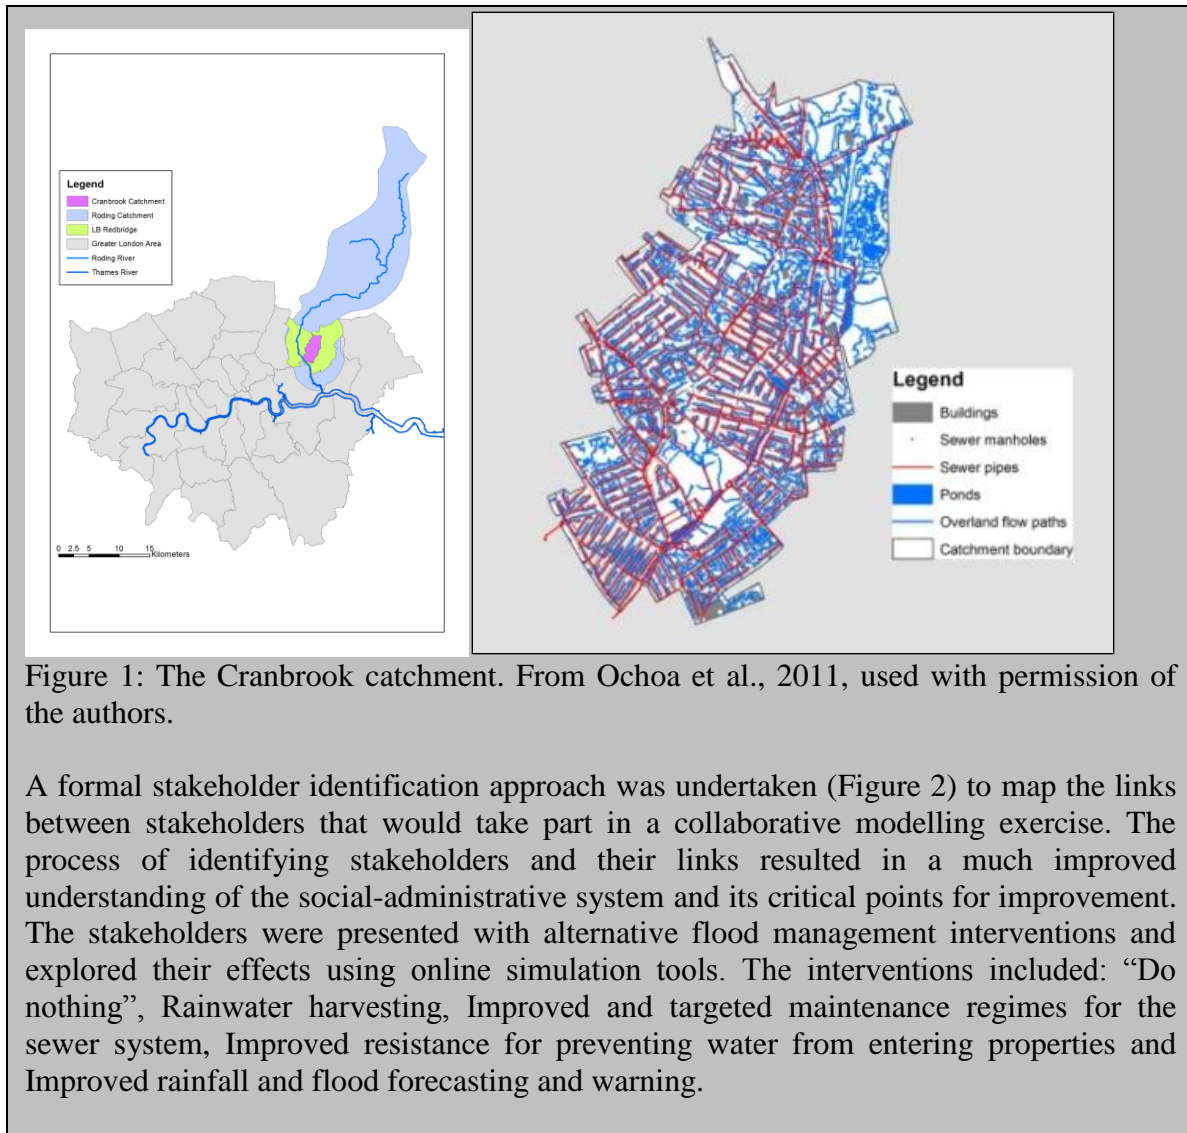 Legend
Cranbrook Catchment
Roding Catchment
LB Redbridge
Greater London Area
Roding River
Thames River
0 2.5 5 10 15
Kilometers
Legend
Buildings
Sewer manholes
Sewer pipes
Ponds
Overland flow paths
Catchment boundary
Figure 1: The Cranbrook catchment. From Ochoa et al., 2011, used with permission of
the authors.
A formal stakeholder identification approach was undertaken (Figure 2) to map the links
between stakeholders that would take part in a collaborative modelling exercise. The
process of identifying stakeholders and their links resulted in a much improved
understanding of the social-administrative system and its critical points for improvement.
The stakeholders were presented with alternative flood management interventions and
explored their effects using online simulation tools. The interventions included: “Do
nothing”, Rainwater harvesting, Improved and targeted maintenance regimes for the
sewer system, Improved resistance for preventing water from entering properties and
Improved rainfall and flood forecasting and warning.